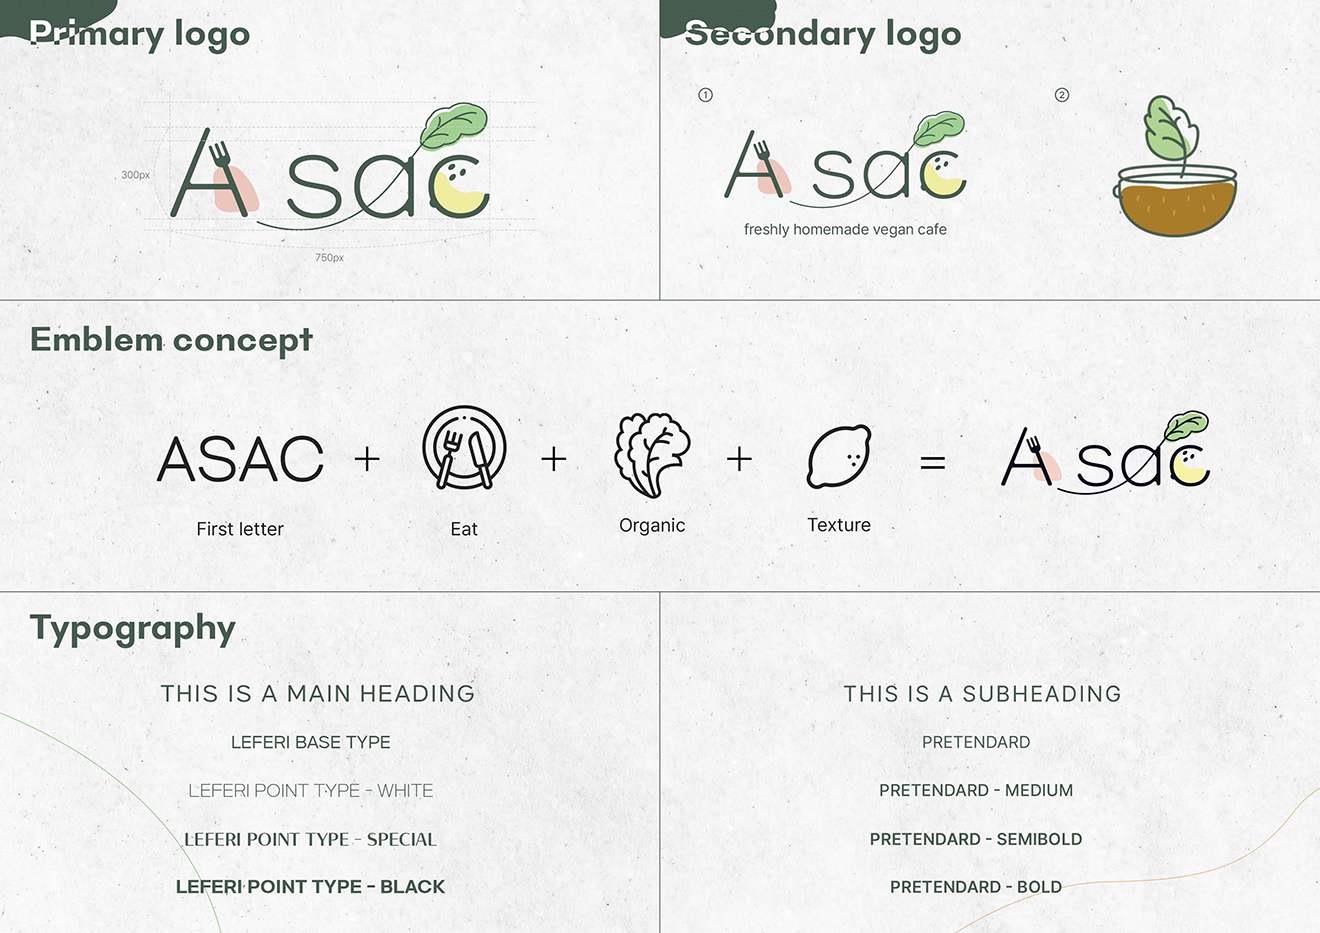 Primary logo
300px
Asac
750px
Secondary logo
1
Asac
freshly homemade vegan cafe
2
Emblem concept
ASAC
+
+
+
=
Asac
First letter
Eat
Organic
Texture
Typography
THIS IS A MAIN HEADING
LEFERI BASE TYPE
LEFERI POINT TYPE - WHITE
LEFERI POINT TYPE - SPECIAL
LEFERI POINT TYPE - BLACK
THIS IS A SUBHEADING
PRETENDARD
PRETENDARD - MEDIUM
PRETENDARD - SEMIBOLD
PRETENDARD - BOLD